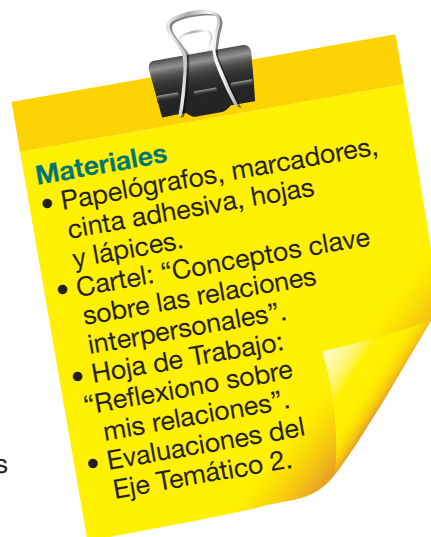 Materiales
• Papelógrafos, marcadores,
cinta adhesiva, hojas
y lápices.
• Cartel: “Conceptos clave
sobre las relaciones
interpersonales”.
• Hoja de Trabajo:
“Reflexiono sobre
mis relaciones”.
• Evaluaciones del
Eje Temático 2.
s